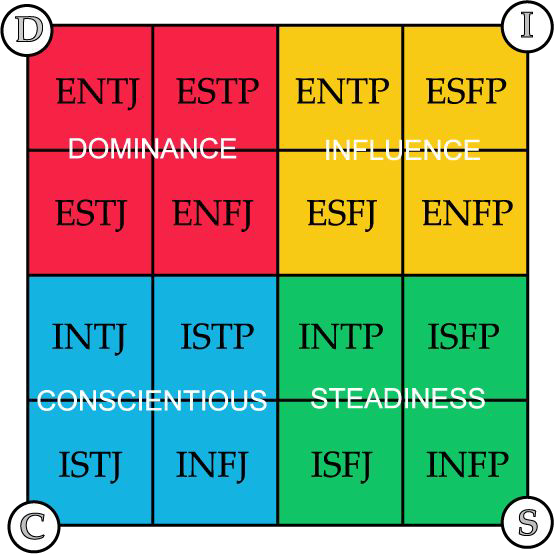 D I
ENTJ ESTP ENTP ESFP
DOMINANCE INFLUENCE
ESTJ ENFJ ESFJ ENFP
INTJ ISTP INTP ISFP
CONSCIENTIOUS STEADINESS
ISTJ INFJ ISFJ INFP
C S